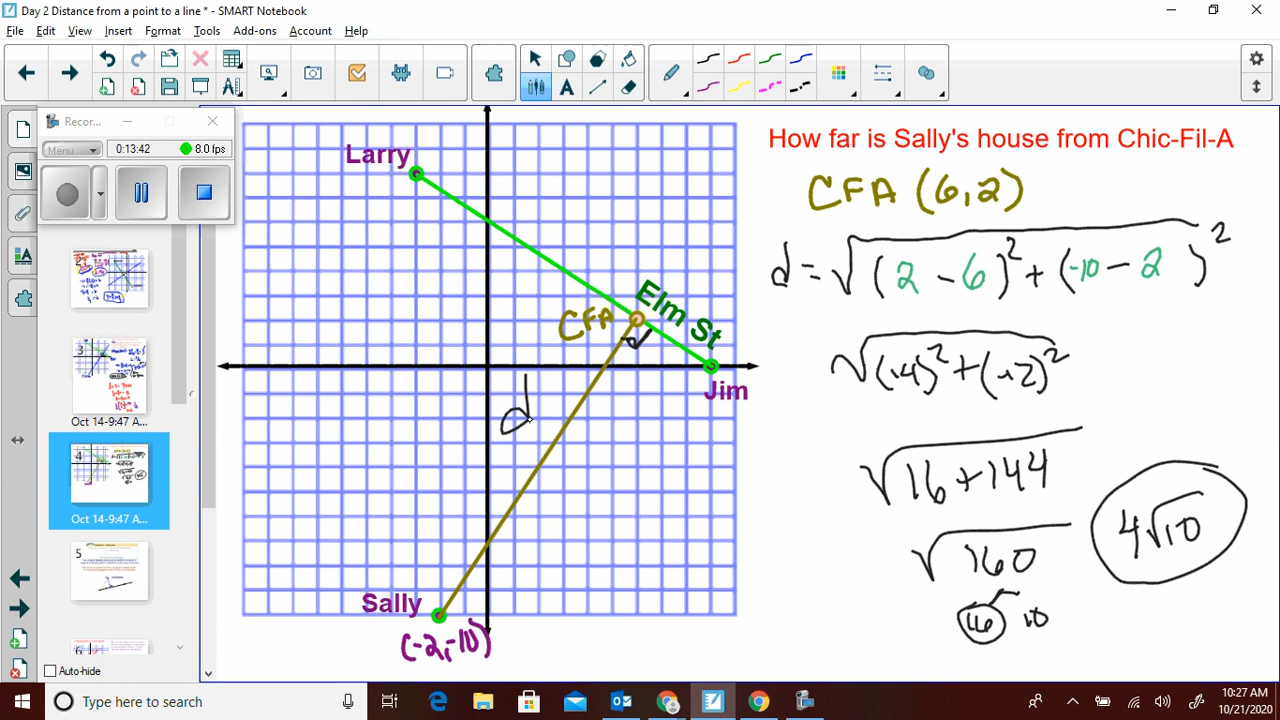 Day 2 Distance from a point to a line * - SMART Notebook
File Edit View Insert Format Tools Add-ons Account Help
A
Recor...
Menu
0:13:42
8.0 fps
3
Oct 14-9:47 A...
4
Oct 14-9:47 A...
5
6
Auto-hide
Larry
CFA
Elm St
Jim
d
Sally
(-2,-10)
How far is Sally's house from Chic-Fil-A
CFA (6,2)
d = √(2 - 6)² + (-10 - 2)²
√(-4)² + (-12)²
√16+144
√160
16 10
4√10
Type here to search
10:27 AM
10/21/2020